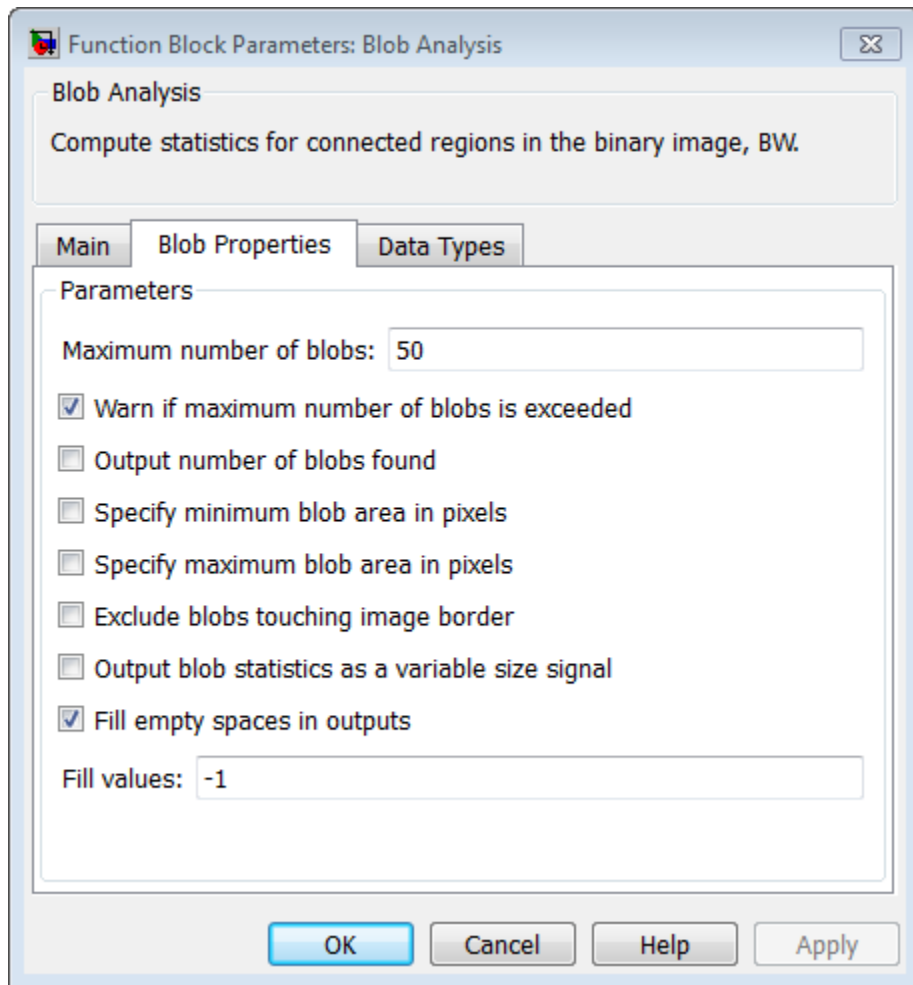 Function Block Parameters: Blob Analysis
Blob Analysis
Compute statistics for connected regions in the binary image, BW.
Main Blob Properties Data Types
Parameters
Maximum number of blobs: 50
Warn if maximum number of blobs is exceeded
Output number of blobs found
Specify minimum blob area in pixels
Specify maximum blob area in pixels
Exclude blobs touching image border
Output blob statistics as a variable size signal
Fill empty spaces in outputs
Fill values: -1
OK Cancel Help Apply